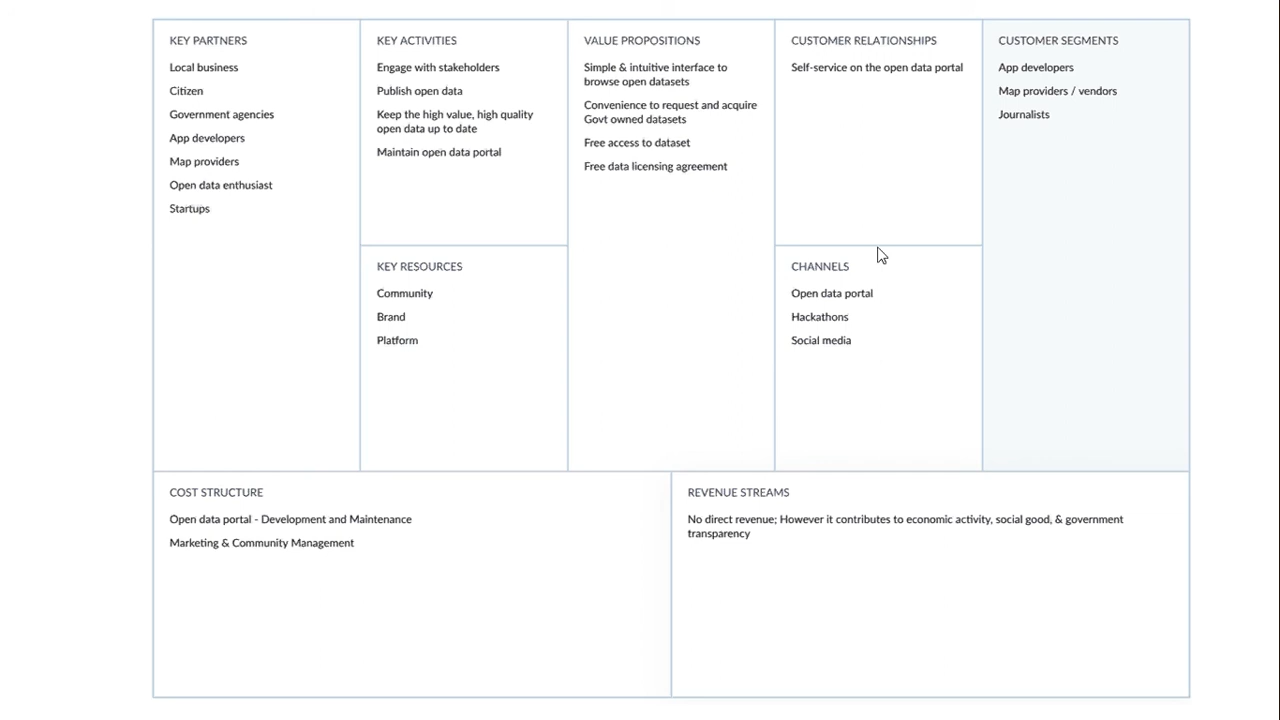 KEY PARTNERS
Local business
Citizen
Government agencies
App developers
Map providers
Open data enthusiast
Startups
KEY ACTIVITIES
Engage with stakeholders
Publish open data
Keep the high value, high quality
open data up to date
Maintain open data portal
KEY RESOURCES
Community
Brand
Platform
VALUE PROPOSITIONS
Simple & intuitive interface to
browse open datasets
Convenience to request and acquire
Govt owned datasets
Free access to dataset
Free data licensing agreement
CUSTOMER RELATIONSHIPS
Self-service on the open data portal
CHANNELS
Open data portal
Hackathons
Social media
CUSTOMER SEGMENTS
App developers
Map providers / vendors
Journalists
COST STRUCTURE
Open data portal - Development and Maintenance
Marketing & Community Management
REVENUE STREAMS
No direct revenue; However it contributes to economic activity, social good, & government
transparency